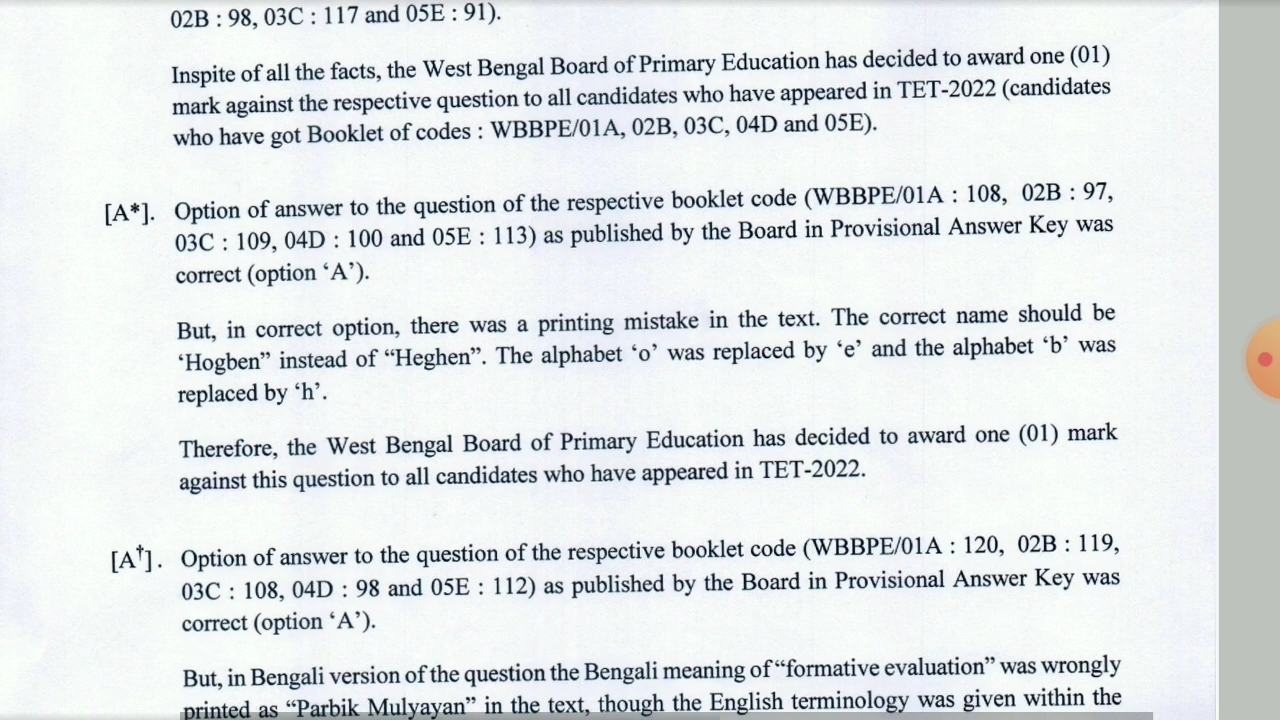 02B : 98, 03C : 117 and 05E : 91).
Inspite of all the facts, the West Bengal Board of Primary Education has decided to award one (01)
mark against the respective question to all candidates who have appeared in TET-2022 (candidates
who have got Booklet of codes : WBBPE/01A, 02B, 03C, 04D and 05E).
[A*]. Option of answer to the question of the respective booklet code (WBBPE/01A : 108, 02B : 97,
03C : 109, 04D : 100 and 05E : 113) as published by the Board in Provisional Answer Key was
correct (option ‘A’).
But, in correct option, there was a printing mistake in the text. The correct name should be
‘Hogben” instead of “Heghen”. The alphabet ‘o’ was replaced by ‘e’ and the alphabet ‘b’ was
replaced by ‘h’.
Therefore, the West Bengal Board of Primary Education has decided to award one (01) mark
against this question to all candidates who have appeared in TET-2022.
[A†]. Option of answer to the question of the respective booklet code (WBBPE/01A : 120, 02B : 119,
03C : 108, 04D : 98 and 05E : 112) as published by the Board in Provisional Answer Key was
correct (option ‘A’).
But, in Bengali version of the question the Bengali meaning of “formative evaluation” was wrongly
printed as “Parbik Mulyayan” in the text, though the English terminology was given within the